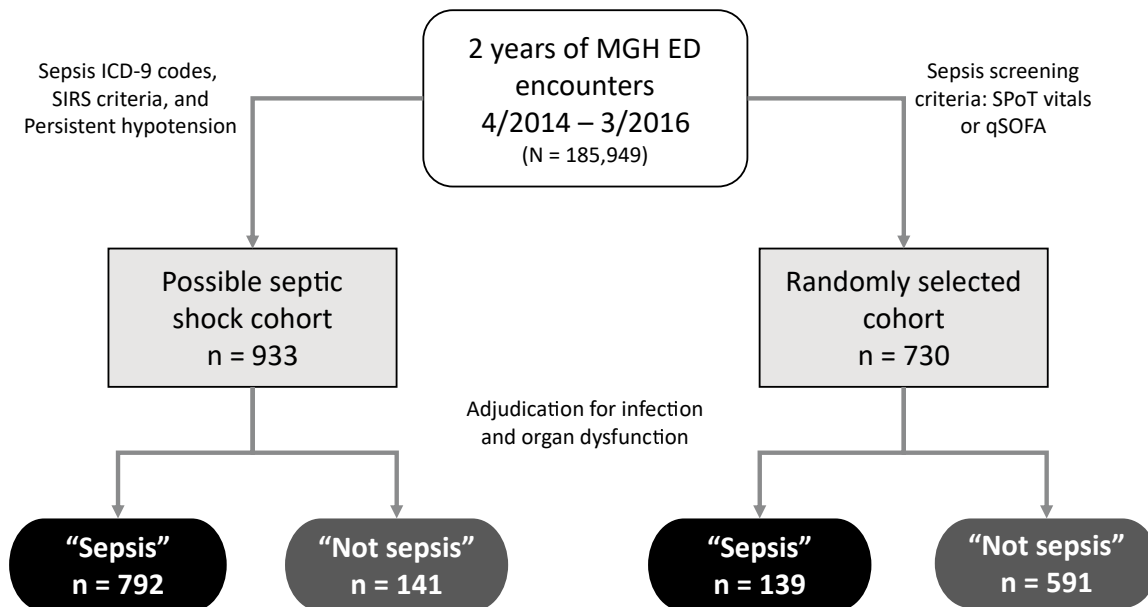 2 years of MGH ED
encounters
4/2014 – 3/2016
(N = 185,949)
Sepsis ICD-9 codes,
SIRS criteria, and
Persistent hypotension
Sepsis screening
criteria: SPoT vitals
or qSOFA
Possible septic
shock cohort
n = 933
Randomly selected
cohort
n = 730
Adjudication for infection
and organ dysfunction
“Sepsis”
n = 792
“Not sepsis”
n = 141
“Sepsis”
n = 139
“Not sepsis”
n = 591